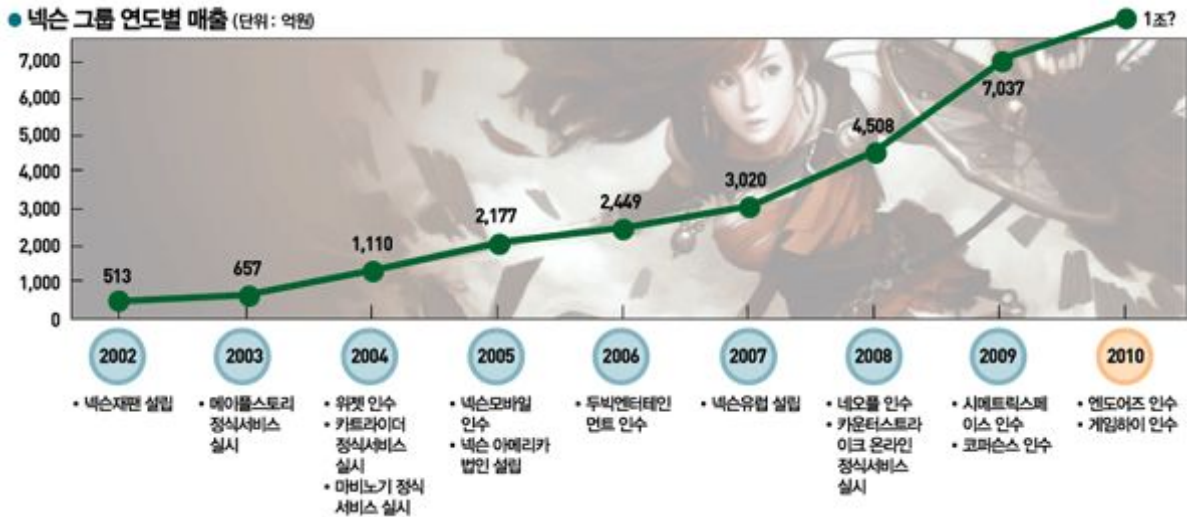 ● 넥슨 그룹 연도별 매출 (단위 : 억원)
1조?
7,000
6,000
5,000
4,000
3,000
2,000
1,000
0
513
657
1,110
2,177
2,449
3,020
4,508
7,037
2002
2003
2004
2005
2006
2007
2008
2009
2010
• 넥슨재팬 설립
• 메이플스토리
정식서비스
실시
• 위젯 인수
• 카트라이더
정식서비스
실시
• 마비노기 정식
서비스 실시
• 넥슨모바일
인수
• 넥슨 아메리카
법인 설립
• 두빅엔터테인
먼트 인수
• 넥슨유럽 설립
• 네오플 인수
• 카운터스트라
이크 온라인
정식서비스
실시
• 시메트릭스페
이스 인수
• 코퍼슨스 인수
• 엔도어즈 인수
• 게임하이 인수